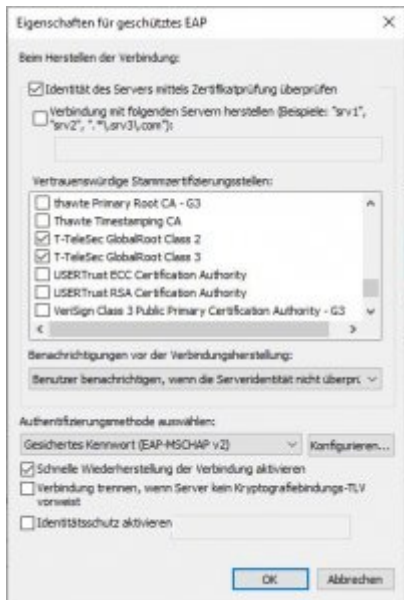 Eigenschaften für geschütztes EAP
Beim Herstellen der Verbindung:
Identität des Servers mittels Zertifikatprüfung überprüfen
Verbindung mit folgenden Servern herstellen (Beispiele: "srv1",
"srv2", ".*\.srv3\.com"):
Vertrauenswürdige Stammzertifizierungsstellen:
thawte Primary Root CA - G3
Thawte Timestamping CA
T-TeleSec GlobalRoot Class 2
T-TeleSec GlobalRoot Class 3
USERTrust ECC Certification Authority
USERTrust RSA Certification Authority
VeriSign Class 3 Public Primary Certification Authority - G3
Benachrichtigungen vor der Verbindungsherstellung:
Benutzer benachrichtigen, wenn die Serveridentität nicht überprü
Authentifizierungsmethode auswählen:
Gesichertes Kennwort (EAP-MSCHAP v2)
Konfigurieren...
Schnelle Wiederherstellung der Verbindung aktivieren
Verbindung trennen, wenn Server kein Kryptografiebindungs-TLV
vorweist
Identitätsschutz aktivieren
OK
Abbrechen